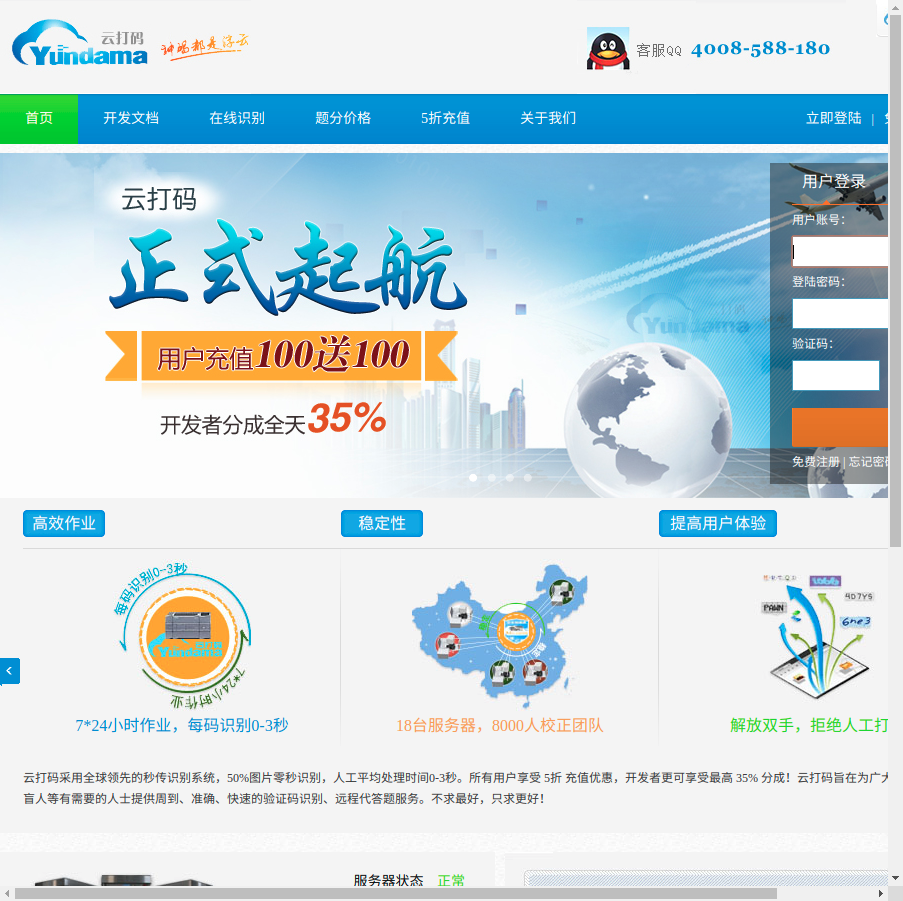 Yundama
云打码
神码都是浮云
客服QQ 4008-588-180
首页 开发文档 在线识别 题分价格 5折充值 关于我们 立即登陆 |
云打码
正式起航
用户充值100送100
开发者分成全天35%
Yundama
用户登录
用户账号：
登陆密码：
验证码：
免费注册 | 忘记密码
高效作业 稳定性 提高用户体验
每码识别0--3秒
Yundama
7*24小时作业
PAWN
4D7YS
6ne3
7*24小时作业，每码识别0-3秒
18台服务器，8000人校正团队
解放双手，拒绝人工打
云打码采用全球领先的秒传识别系统，50%图片零秒识别，人工平均处理时间0-3秒。所有用户享受 5折 充值优惠，开发者更可享受最高 35% 分成！云打码旨在为广大
盲人等有需要的人士提供周到、准确、快速的验证码识别、远程代答题服务。不求最好，只求更好！
服务器状态 正常